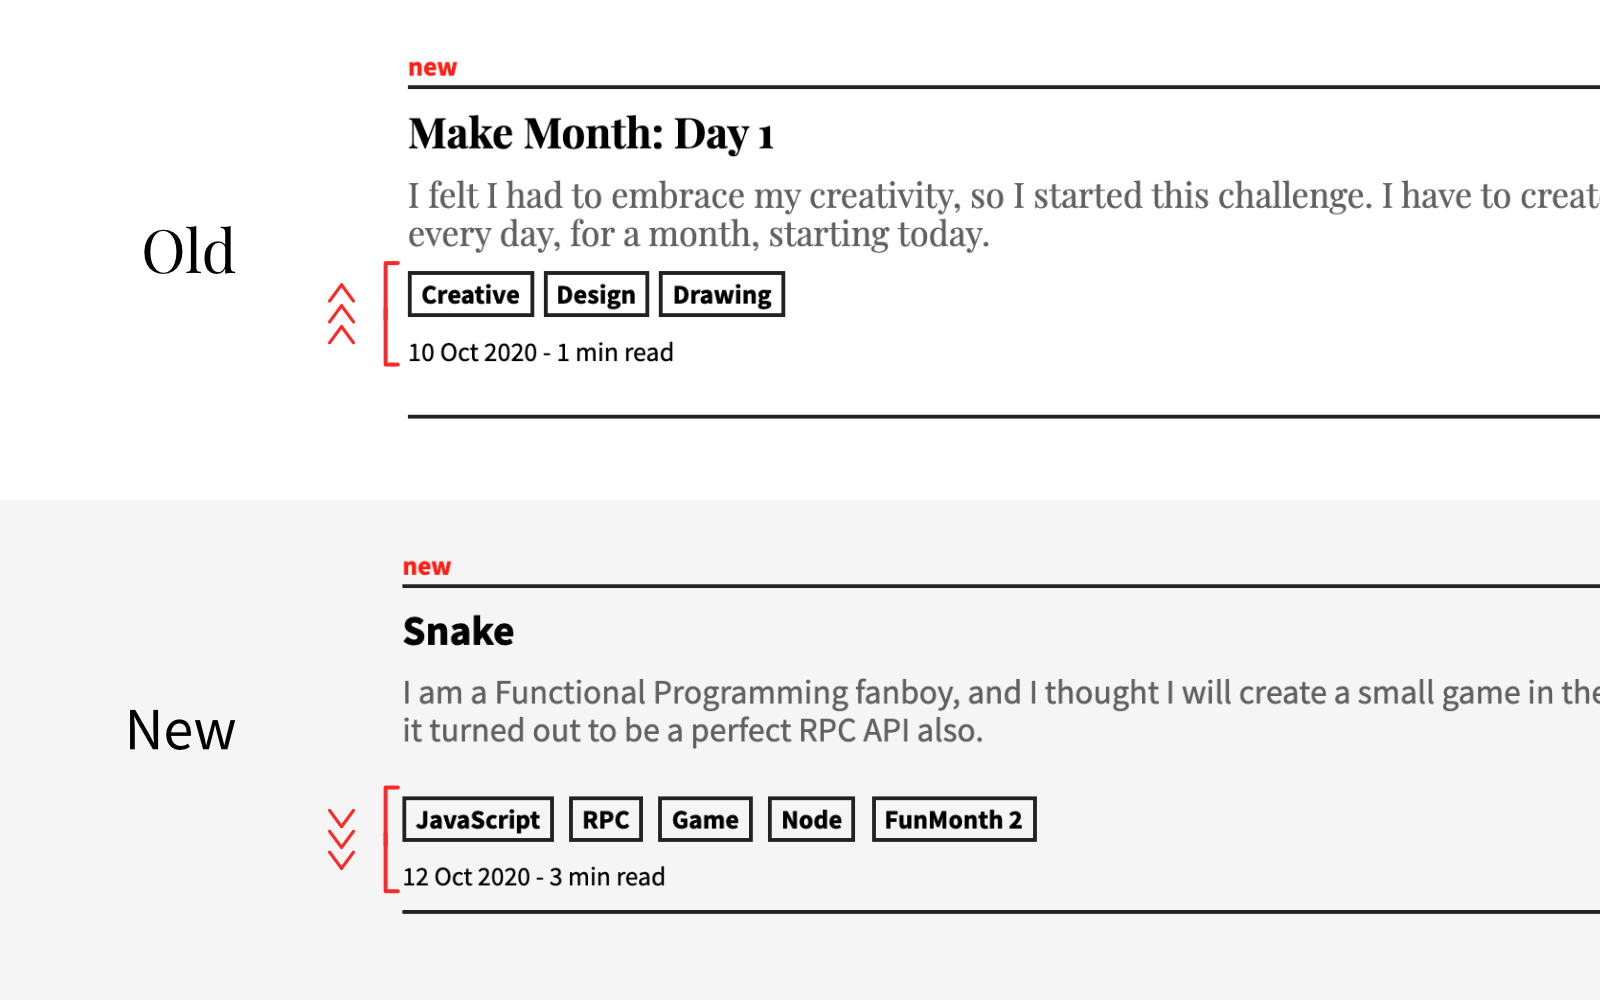 new
Make Month: Day 1
I felt I had to embrace my creativity, so I started this challenge. I have to creat
every day, for a month, starting today.
Old
Creative Design Drawing
10 Oct 2020 - 1 min read
new
Snake
I am a Functional Programming fanboy, and I thought I will create a small game in the
it turned out to be a perfect RPC API also.
New
JavaScript RPC Game Node FunMonth 2
12 Oct 2020 - 3 min read